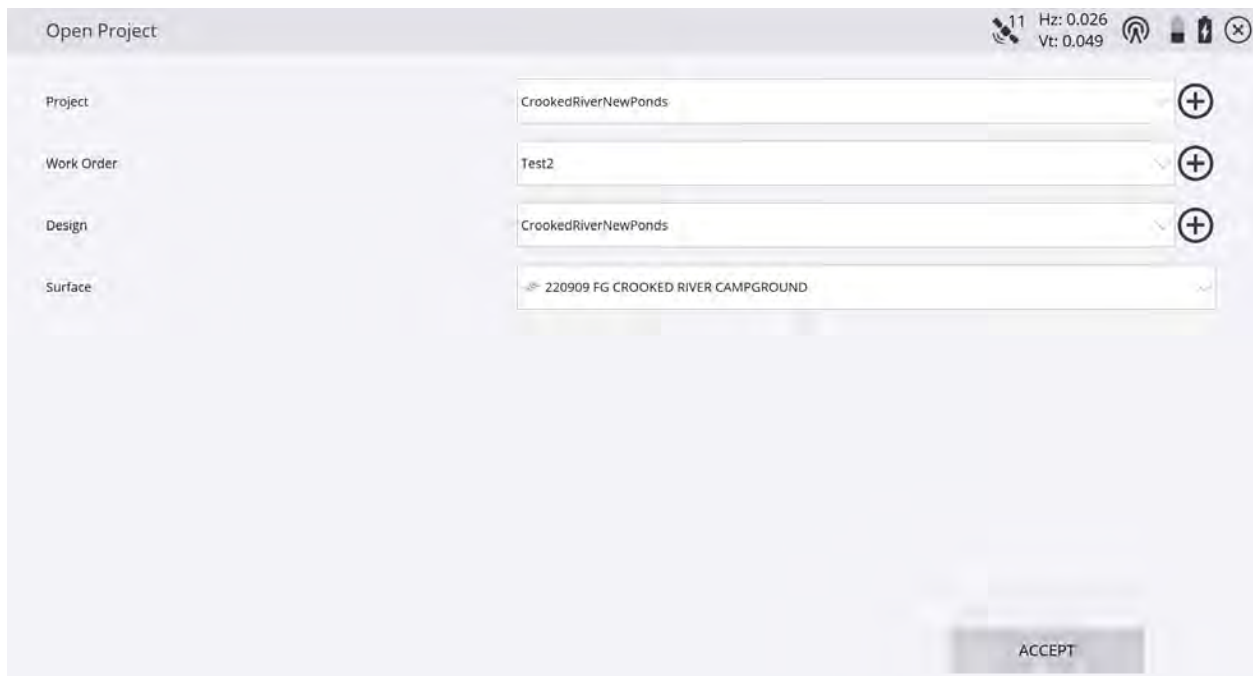 Open Project
11
Hz: 0.026
Vt: 0.049
Project
CrookedRiverNewPonds
Work Order
Test2
Design
CrookedRiverNewPonds
Surface
220909 FG CROOKED RIVER CAMPGROUND
ACCEPT